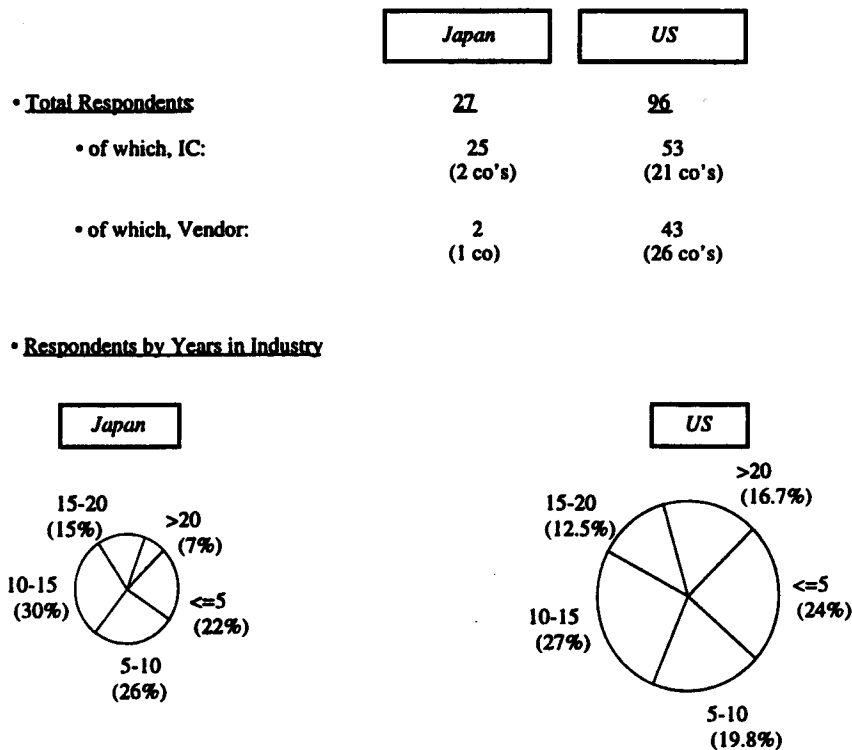 Japan US
• Total Respondents: 27 96
• of which, IC: 25 53
(2 co's) (21 co's)
• of which, Vendor: 2 43
(1 co) (26 co's)
• Respondents by Years in Industry
Japan US
15-20
(15%)
>20
(7%)
10-15
(30%)
<=5
(22%)
5-10
(26%)
>20
(16.7%)
15-20
(12.5%)
<=5
(24%)
10-15
(27%)
5-10
(19.8%)